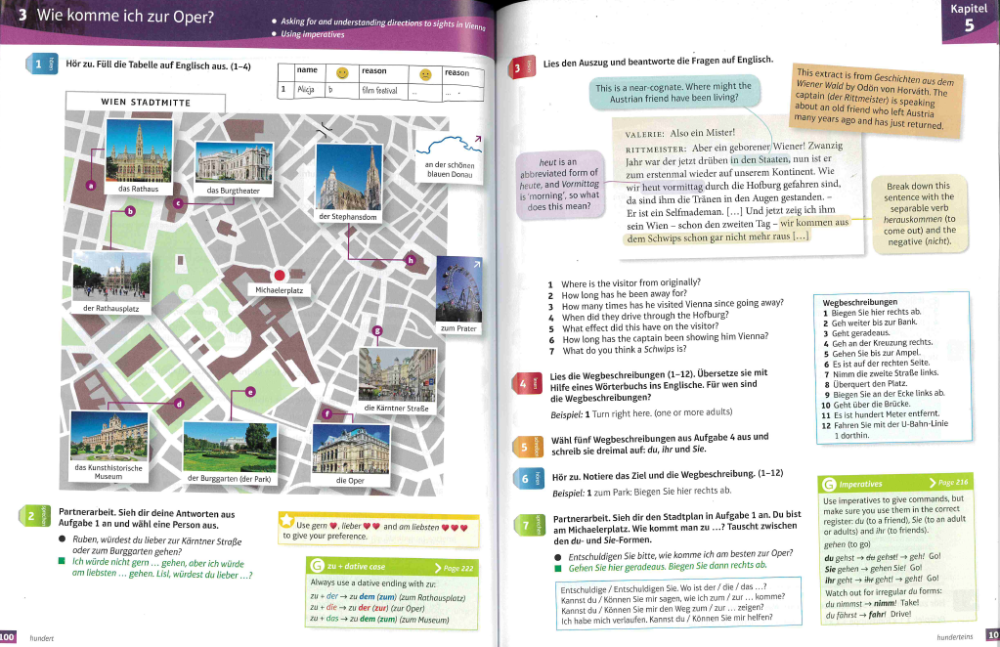 3 Wie komme ich zur Oper?
• Asking for and understanding directions to sights in Vienna
• Using imperatives
1 hören
Hör zu. Füll die Tabelle auf Englisch aus. (1–4)
name reason reason
1 Alicja b film festival ... ...
WIEN STADTMITTE
das Rathaus
das Burgtheater
der Stephansdom
an der schönen
blauen Donau
a
b
c
h
der Rathausplatz
Michaelerplatz
zum Prater
g
die Kärntner Straße
e
d
f
das Kunsthistorische
Museum
der Burggarten (der Park)
die Oper
2 sprechen
Partnerarbeit. Sieh dir deine Antworten aus
Aufgabe 1 an und wähl eine Person aus.
● Ruben, würdest du lieber zur Kärntner Straße
oder zum Burggarten gehen?
■ Ich würde nicht gern ... gehen, aber ich würde
am liebsten ... gehen. Lisl, würdest du lieber ...?
Use gern ♥, lieber ♥♥ and am liebsten ♥♥♥
to give your preference.
G zu + dative case Page 222
Always use a dative ending with zu:
zu + der → zu dem (zum) (zum Rathausplatz)
zu + die → zu der (zur) (zur Oper)
zu + das → zu dem (zum) (zum Museum)
100 hundert
Kapitel
5
3 lesen
Lies den Auszug und beantworte die Fragen auf Englisch.
This is a near-cognate. Where might the
Austrian friend have been living?
This extract is from Geschichten aus dem
Wiener Wald by Ödön von Horváth. The
captain (der Rittmeister) is speaking
about an old friend who left Austria
many years ago and has just returned.
heut is an
abbreviated form of
heute, and Vormittag
is 'morning', so what
does this mean?
VALERIE: Also ein Mister!
RITTMEISTER: Aber ein geborener Wiener! Zwanzig
Jahr war der jetzt drüben in den Staaten, nun ist er
zum erstenmal wieder auf unserem Kontinent. Wie
wir heut vormittag durch die Hofburg gefahren sind,
da sind ihm die Tränen in den Augen gestanden. –
Er ist ein Selfmademan. [...] Und jetzt zeig ich ihm
sein Wien – schon den zweiten Tag – wir kommen aus
dem Schwips schon gar nicht mehr raus [...]
Break down this
sentence with the
separable verb
herauskommen (to
come out) and the
negative (nicht).
1 Where is the visitor from originally?
2 How long has he been away for?
3 How many times has he visited Vienna since going away?
4 When did they drive through the Hofburg?
5 What effect did this have on the visitor?
6 How long has the captain been showing him Vienna?
7 What do you think a Schwips is?
Wegbeschreibungen
1 Biegen Sie hier rechts ab.
2 Geh weiter bis zur Bank.
3 Geht geradeaus.
4 Geh an der Kreuzung rechts.
5 Gehen Sie bis zur Ampel.
6 Es ist auf der rechten Seite.
7 Nimm die zweite Straße links.
8 Überquert den Platz.
9 Biegen Sie an der Ecke links ab.
10 Geht über die Brücke.
11 Es ist hundert Meter entfernt.
12 Fahren Sie mit der U-Bahn-Linie
1 dorthin.
4 lesen
Lies die Wegbeschreibungen (1–12). Übersetze sie mit
Hilfe eines Wörterbuchs ins Englische. Für wen sind
die Wegbeschreibungen?
Beispiel: 1 Turn right here. (one or more adults)
5 schreiben
Wähl fünf Wegbeschreibungen aus Aufgabe 4 aus und
schreib sie dreimal auf: du, ihr und Sie.
6 hören
Hör zu. Notiere das Ziel und die Wegbeschreibung. (1–12)
Beispiel: 1 zum Park: Biegen Sie hier rechts ab.
7 sprechen
Partnerarbeit. Sieh dir den Stadtplan in Aufgabe 1 an. Du bist
am Michaelerplatz. Wie kommt man zu ...? Tauscht zwischen
den du- und Sie-Formen.
● Entschuldigen Sie bitte, wie komme ich am besten zur Oper?
■ Gehen Sie hier geradeaus. Biegen Sie dann rechts ab.
Entschuldige / Entschuldigen Sie. Wo ist der / die / das ...?
Kannst du / Können Sie mir sagen, wie ich zum / zur ... komme?
Kannst du / Können Sie mir den Weg zum / zur ... zeigen?
Ich habe mich verlaufen. Kannst du / Können Sie mir helfen?
G Imperatives Page 216
Use imperatives to give commands, but
make sure you use them in the correct
register: du (to a friend), Sie (to an adult
or adults) and ihr (to friends).
gehen (to go)
du gehst → du gehst! → geh! Go!
Sie gehen → gehen Sie! Go!
ihr geht → ihr geht! → geht! Go!
Watch out for irregular du forms:
du nimmst → nimm! Take!
du fährst → fahr! Drive!
hunderteins 10